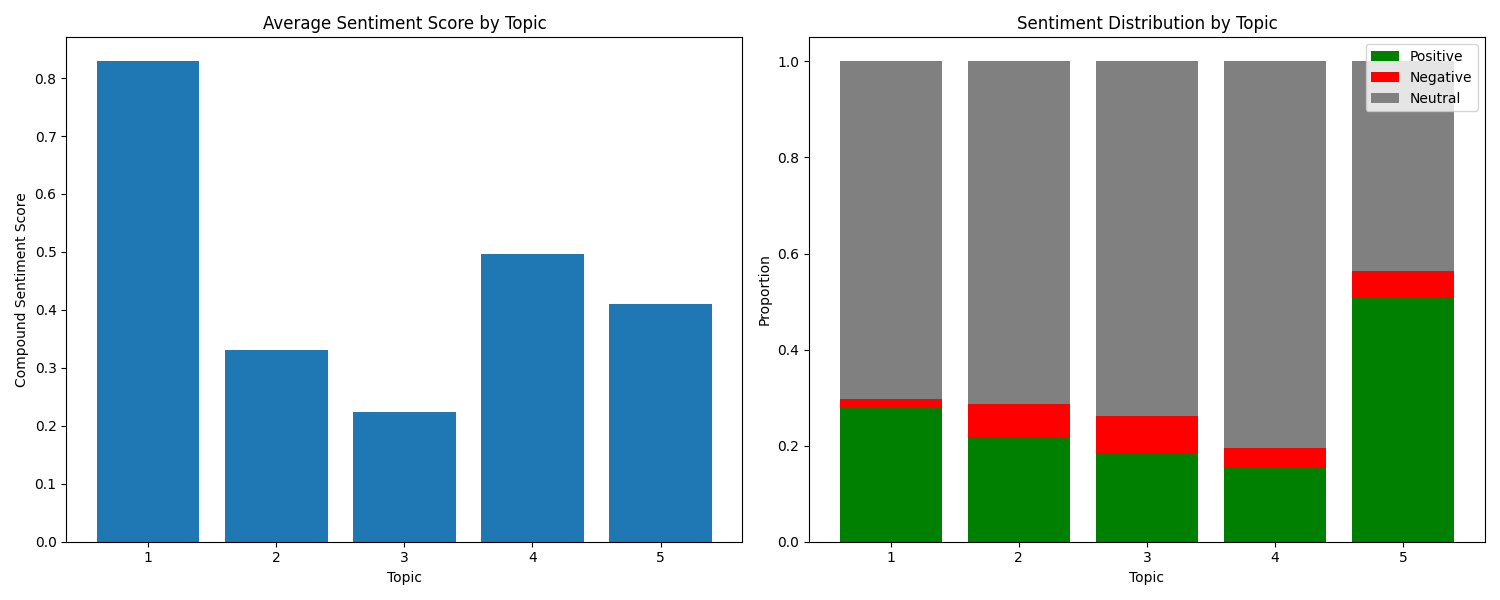 Average Sentiment Score by Topic
Compound Sentiment Score
0.8
0.7
0.6
0.5
0.4
0.3
0.2
0.1
0.0
1 2 3 4 5
Topic
Sentiment Distribution by Topic
Proportion
1.0
0.8
0.6
0.4
0.2
0.0
1 2 3 4 5
Topic
Positive
Negative
Neutral